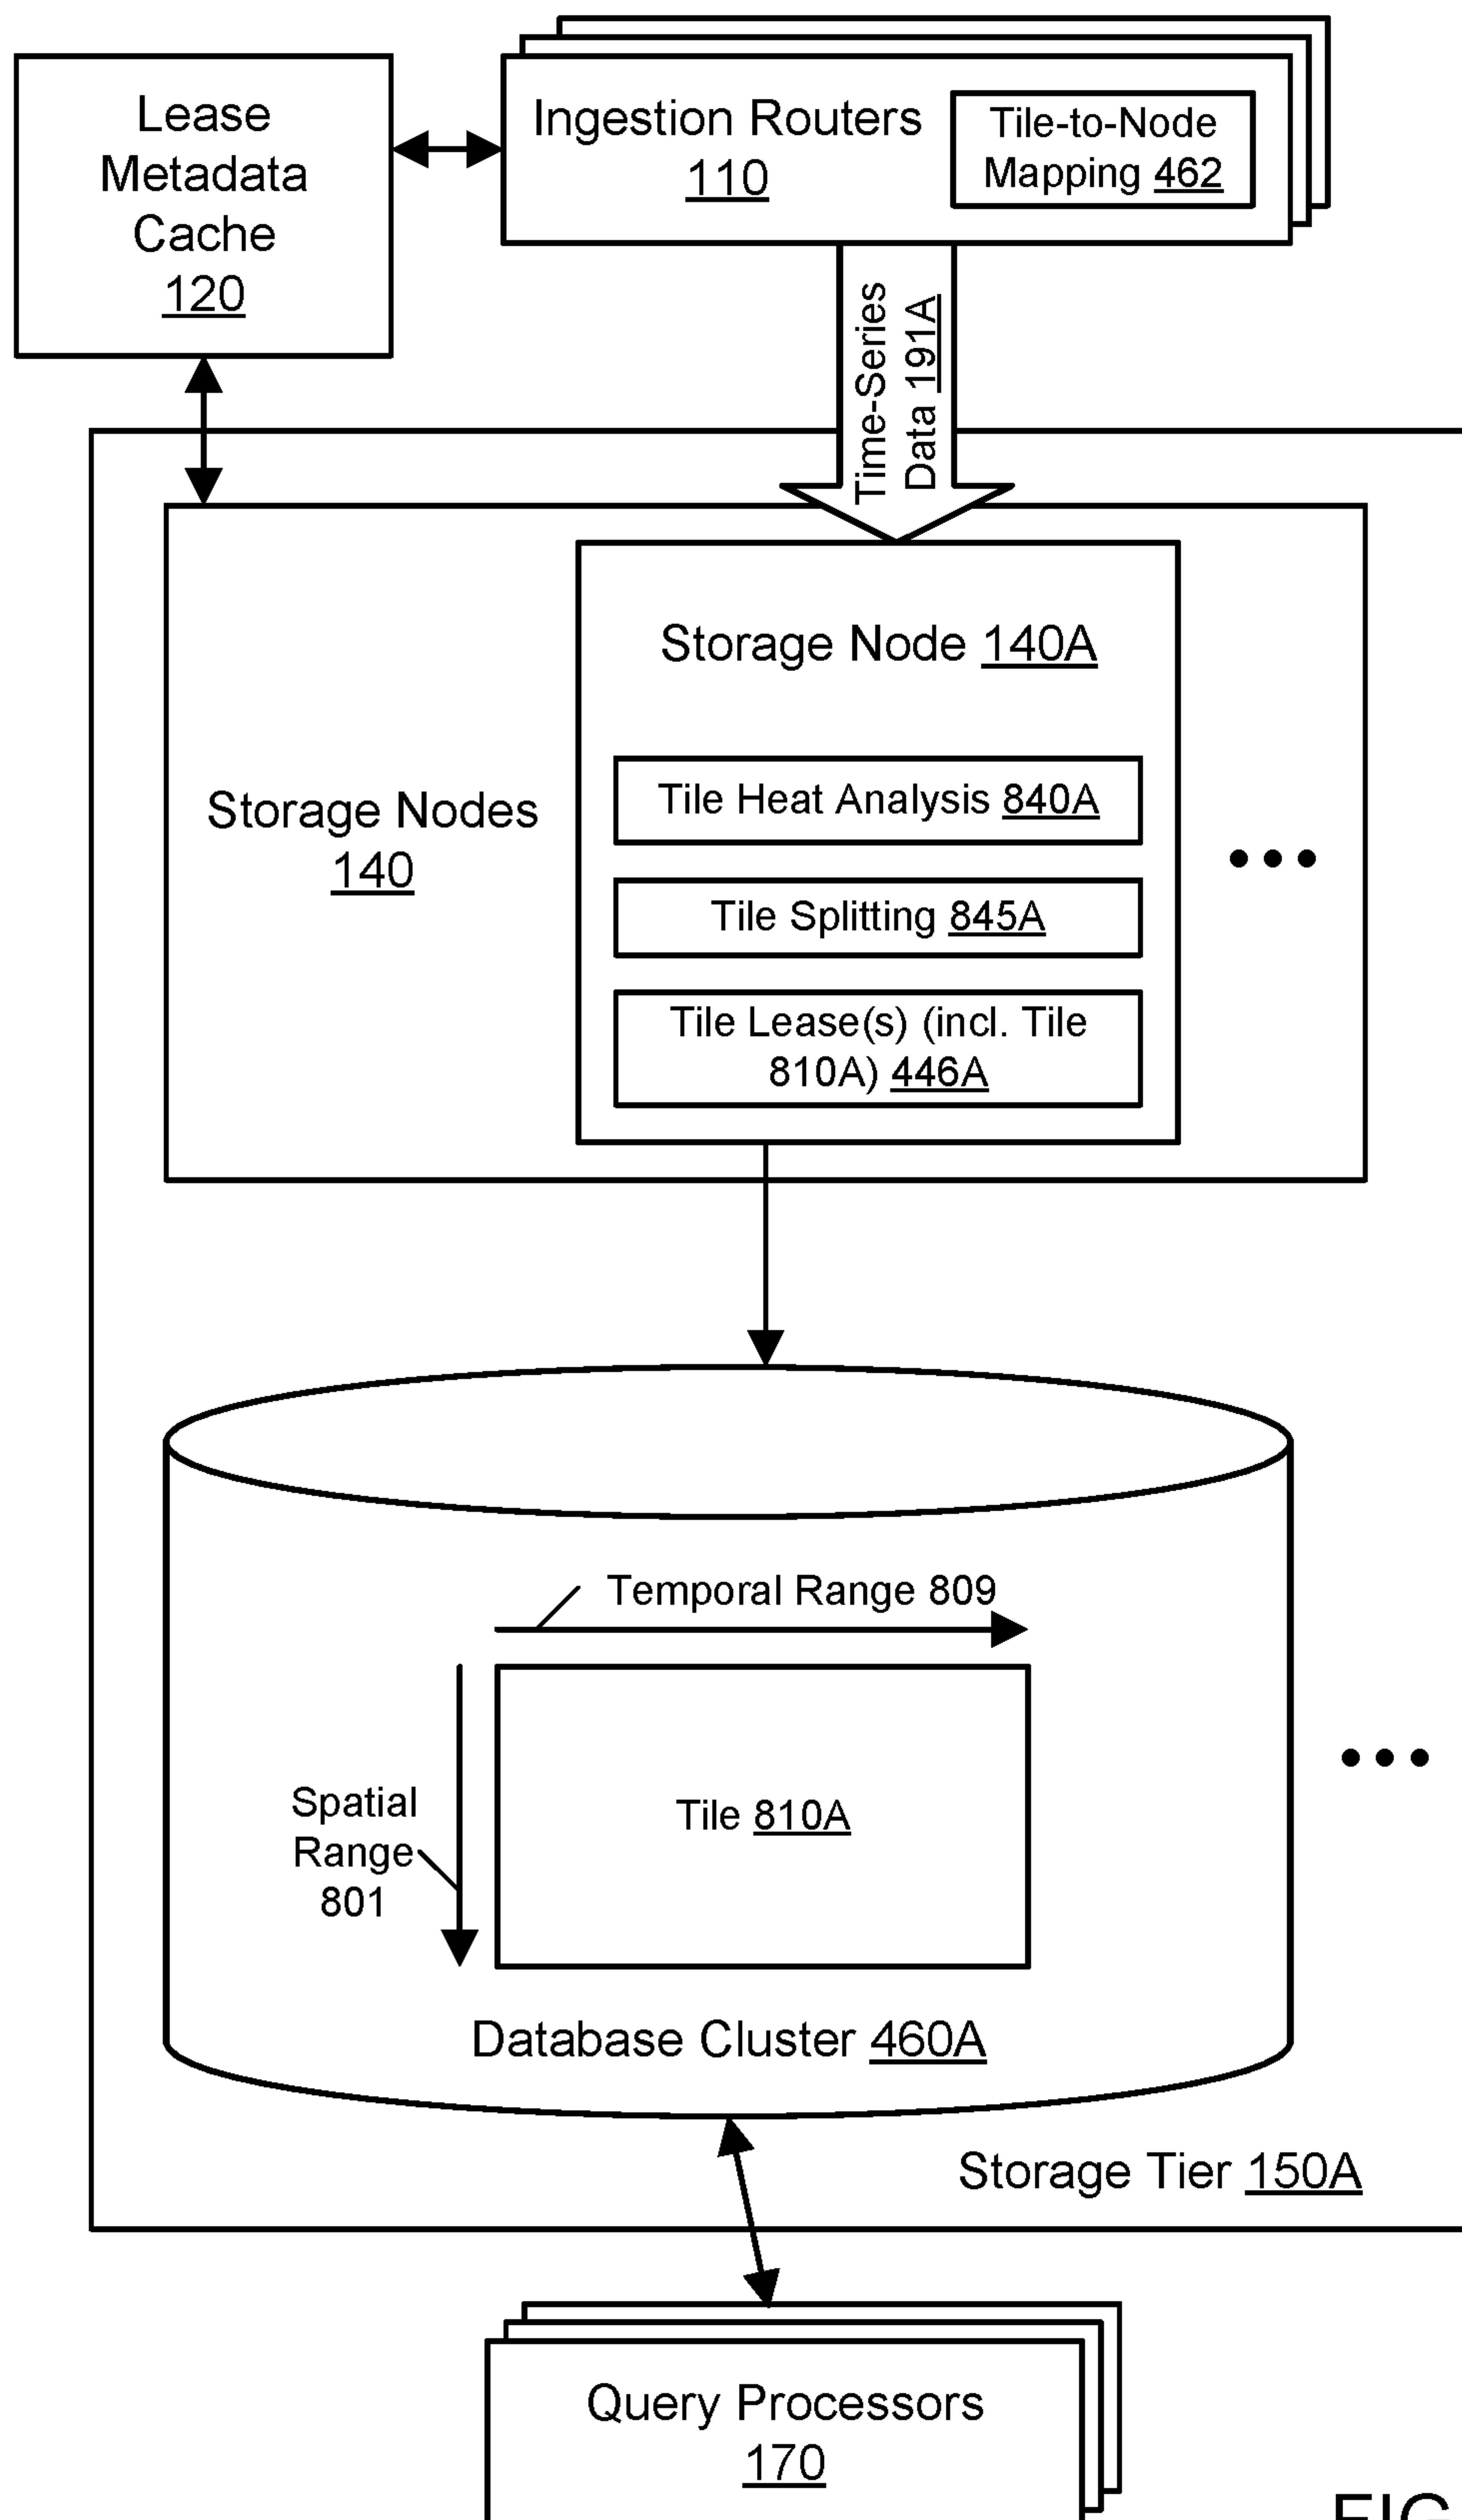 Lease
Metadata
Cache
120
Ingestion Routers
110
Tile-to-Node
Mapping 462
Time-Series
Data 191A
Storage Nodes
140
Storage Node 140A
Tile Heat Analysis 840A
Tile Splitting 845A
Tile Lease(s) (incl. Tile
810A) 446A
Temporal Range 809
Spatial
Range
801
Tile 810A
Database Cluster 460A
Storage Tier 150A
Query Processors
170
FIG